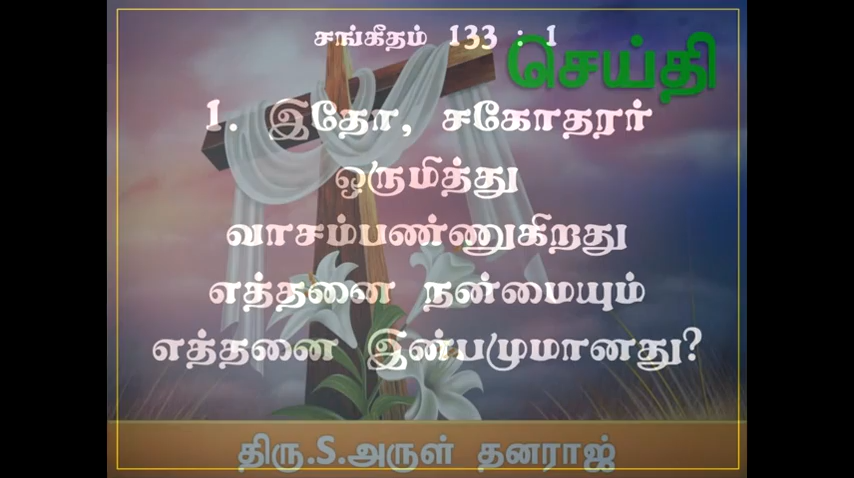 சங்கீதம் 133 : 1
செய்தி
1. இதோ, சகோதரர்
ஒருமித்து
வாசம்பண்ணுகிறது
எத்தனை நன்மையும்
எத்தனை இன்பமுமானது?
திரு.S.அருள் தனராஜ்